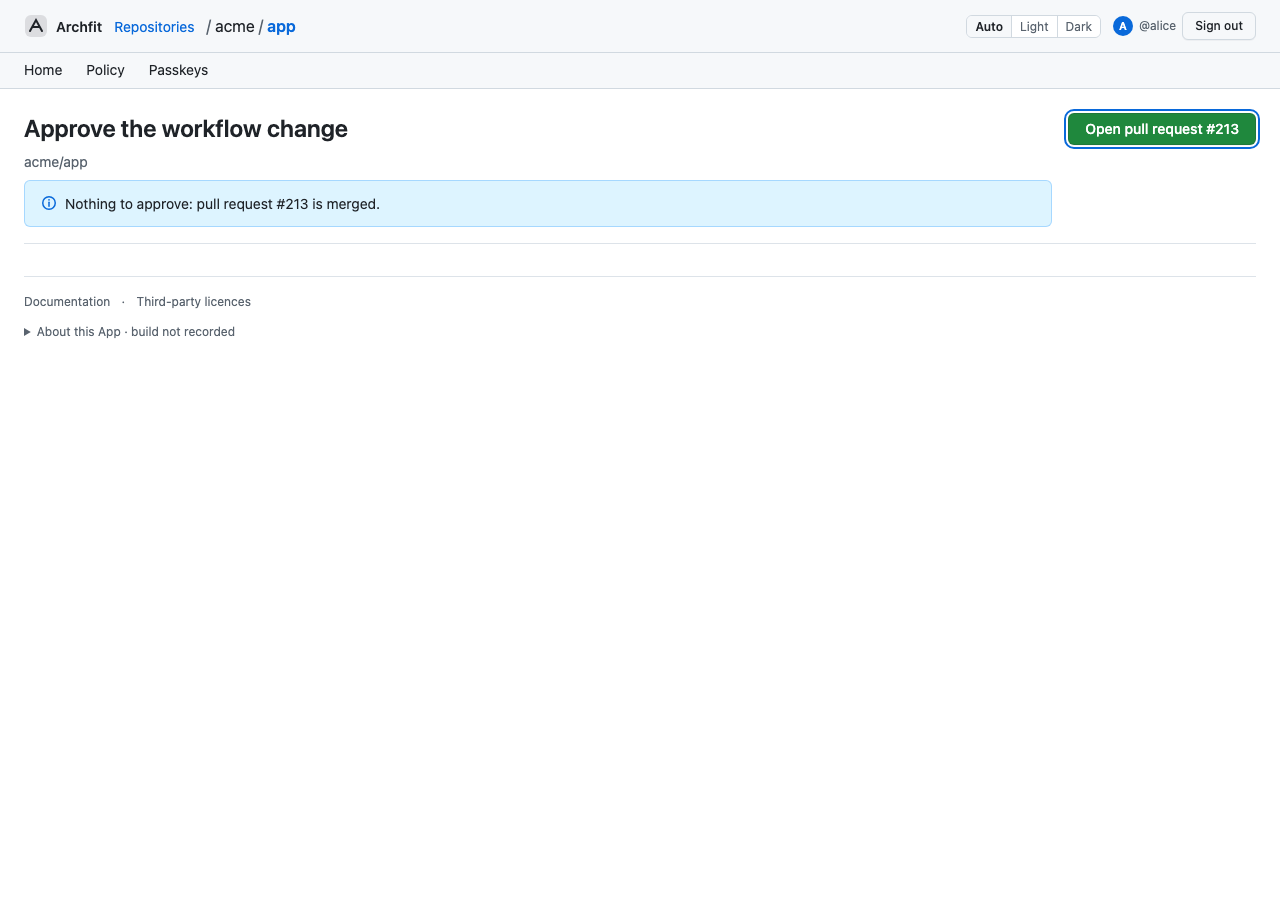 Archfit Repositories / acme / app Auto Light Dark A @alice Sign out
Home Policy Passkeys
Approve the workflow change Open pull request #213
acme/app
Nothing to approve: pull request #213 is merged.
Documentation · Third-party licences
About this App · build not recorded